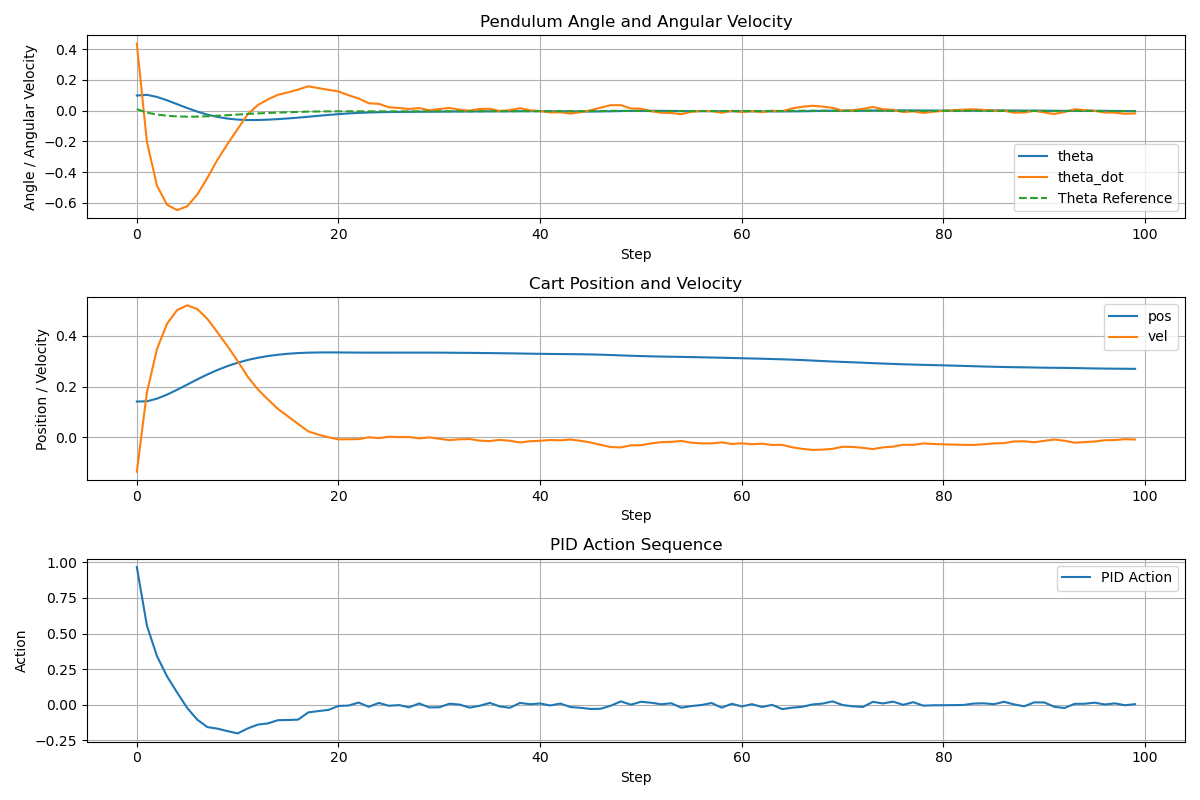 Pendulum Angle and Angular Velocity
Angle / Angular Velocity
0.4
0.2
0.0
−0.2
−0.4
−0.6
theta
theta_dot
Theta Reference
0 20 40 60 80 100
Step
Cart Position and Velocity
Position / Velocity
0.4
0.2
0.0
pos
vel
0 20 40 60 80 100
Step
PID Action Sequence
Action
1.00
0.75
0.50
0.25
0.00
−0.25
PID Action
0 20 40 60 80 100
Step